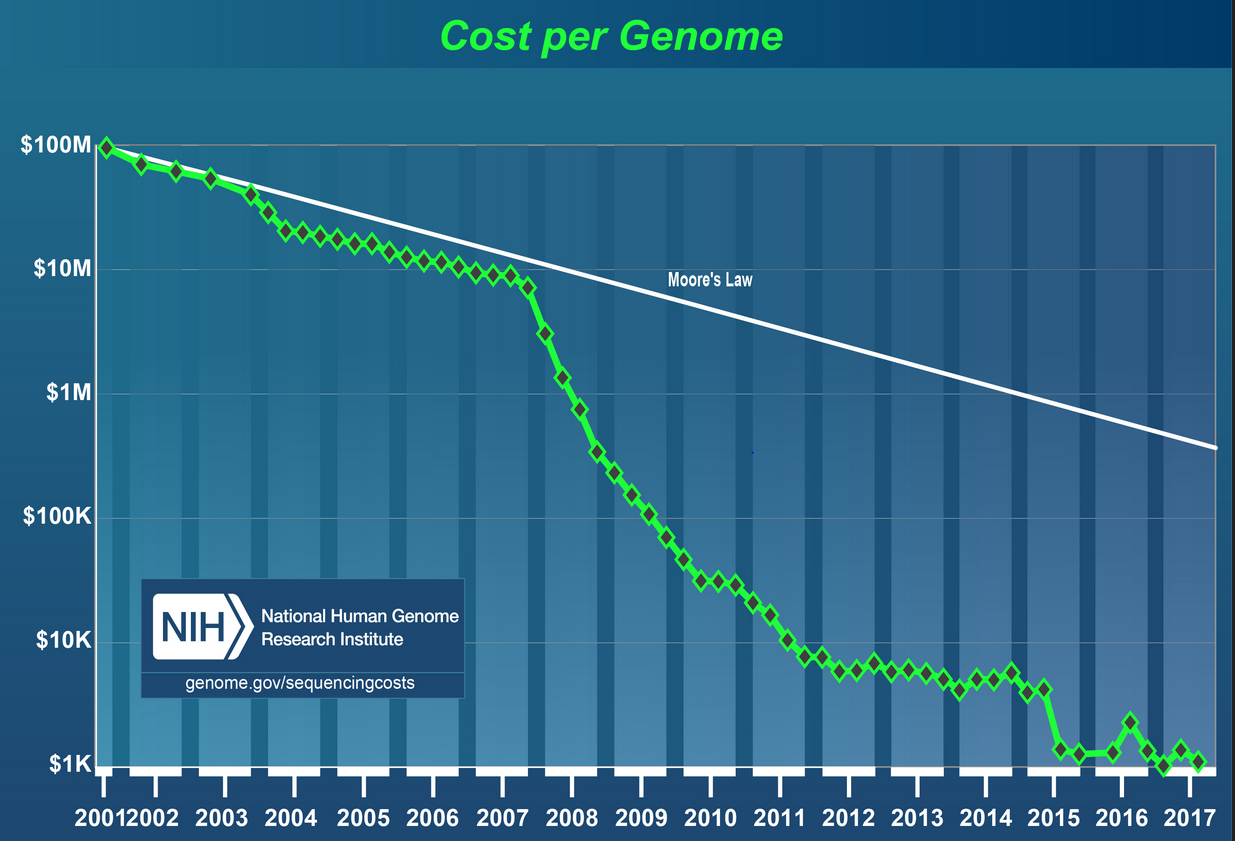 Cost per Genome
$100M
$10M
Moore's Law
$1M
$100K
NIH
National Human Genome
Research Institute
genome.gov/sequencingcosts
$10K
$1K
2001 2002 2003 2004 2005 2006 2007 2008 2009 2010 2011 2012 2013 2014 2015 2016 2017